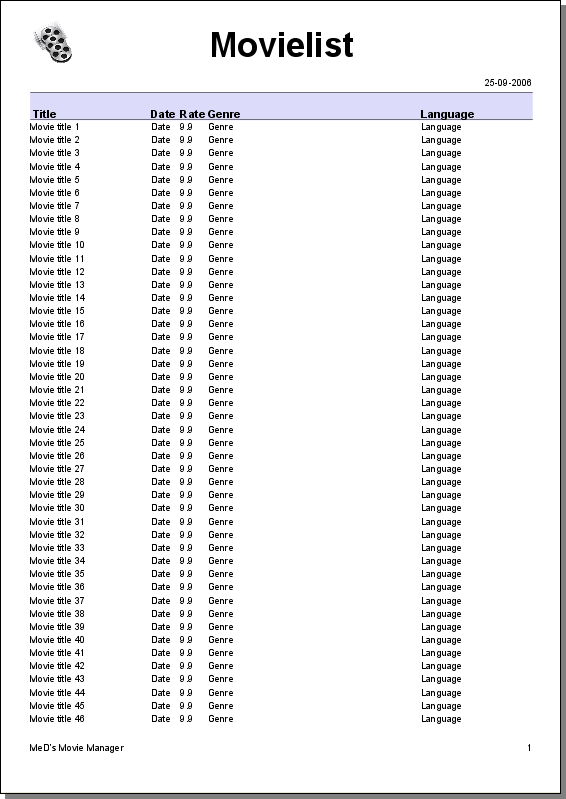 Movielist
25-09-2006
Title Date Rate Genre Language
Movie title 1 Date 9.9 Genre Language
Movie title 2 Date 9.9 Genre Language
Movie title 3 Date 9.9 Genre Language
Movie title 4 Date 9.9 Genre Language
Movie title 5 Date 9.9 Genre Language
Movie title 6 Date 9.9 Genre Language
Movie title 7 Date 9.9 Genre Language
Movie title 8 Date 9.9 Genre Language
Movie title 9 Date 9.9 Genre Language
Movie title 10 Date 9.9 Genre Language
Movie title 11 Date 9.9 Genre Language
Movie title 12 Date 9.9 Genre Language
Movie title 13 Date 9.9 Genre Language
Movie title 14 Date 9.9 Genre Language
Movie title 15 Date 9.9 Genre Language
Movie title 16 Date 9.9 Genre Language
Movie title 17 Date 9.9 Genre Language
Movie title 18 Date 9.9 Genre Language
Movie title 19 Date 9.9 Genre Language
Movie title 20 Date 9.9 Genre Language
Movie title 21 Date 9.9 Genre Language
Movie title 22 Date 9.9 Genre Language
Movie title 23 Date 9.9 Genre Language
Movie title 24 Date 9.9 Genre Language
Movie title 25 Date 9.9 Genre Language
Movie title 26 Date 9.9 Genre Language
Movie title 27 Date 9.9 Genre Language
Movie title 28 Date 9.9 Genre Language
Movie title 29 Date 9.9 Genre Language
Movie title 30 Date 9.9 Genre Language
Movie title 31 Date 9.9 Genre Language
Movie title 32 Date 9.9 Genre Language
Movie title 33 Date 9.9 Genre Language
Movie title 34 Date 9.9 Genre Language
Movie title 35 Date 9.9 Genre Language
Movie title 36 Date 9.9 Genre Language
Movie title 37 Date 9.9 Genre Language
Movie title 38 Date 9.9 Genre Language
Movie title 39 Date 9.9 Genre Language
Movie title 40 Date 9.9 Genre Language
Movie title 41 Date 9.9 Genre Language
Movie title 42 Date 9.9 Genre Language
Movie title 43 Date 9.9 Genre Language
Movie title 44 Date 9.9 Genre Language
Movie title 45 Date 9.9 Genre Language
Movie title 46 Date 9.9 Genre Language
MeD's Movie Manager 1